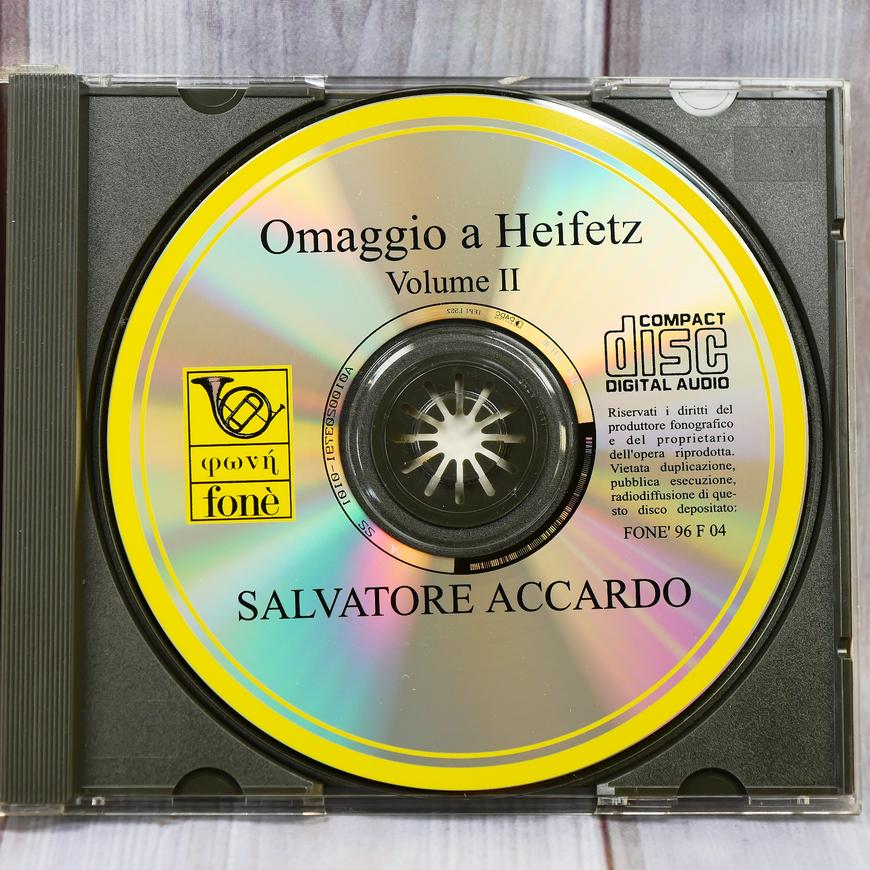 Omaggio a Heifetz
Volume II
COMPACT
disc
DIGITAL AUDIO
φωνή
fonè
Riservati i diritti del
produttore fonografico
e del proprietario
dell'opera riprodotta.
Vietata duplicazione,
pubblica esecuzione,
radiodiffusione di que-
sto disco depositato:
FONE' 96 F 04
SALVATORE ACCARDO